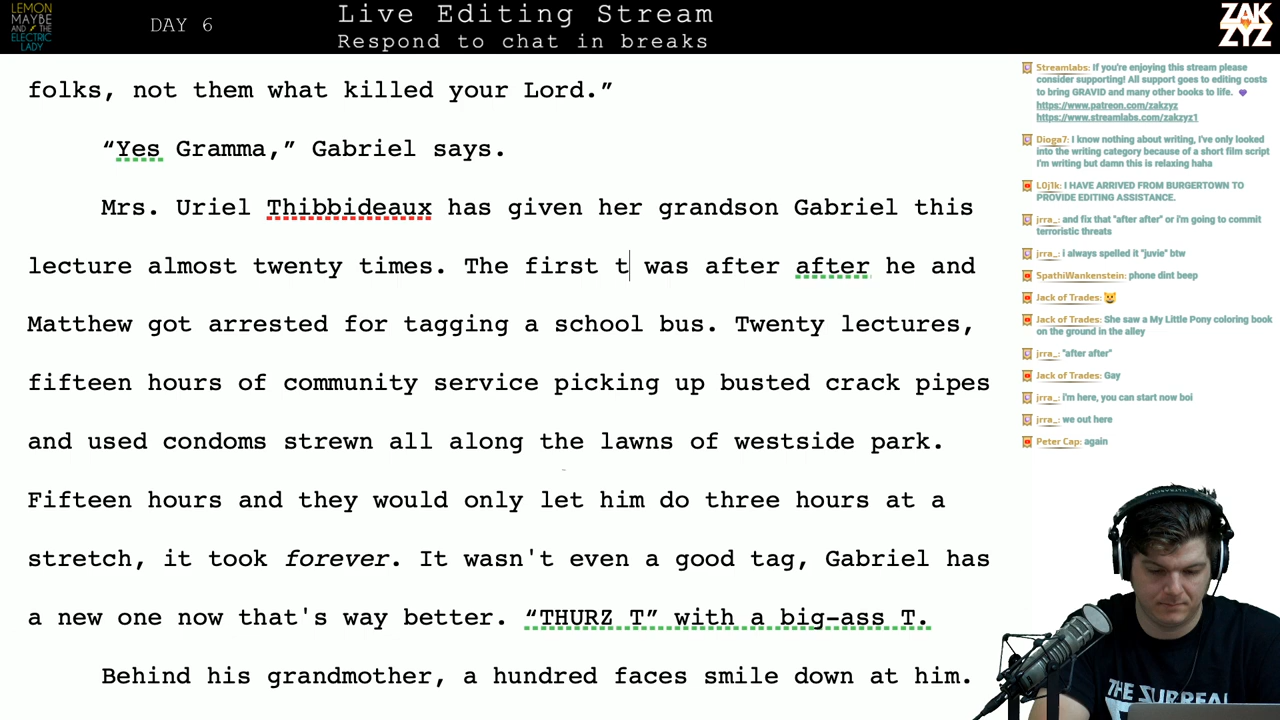 LEMON
MAYBE
AND THE
ELECTRIC
LADY
DAY 6
Live Editing Stream
Respond to chat in breaks
ZAK
ZYZ
folks, not them what killed your Lord.”
“Yes Gramma,” Gabriel says.
Mrs. Uriel Thibbideaux has given her grandson Gabriel this
lecture almost twenty times. The first t was after after he and
Matthew got arrested for tagging a school bus. Twenty lectures,
fifteen hours of community service picking up busted crack pipes
and used condoms strewn all along the lawns of westside park.
Fifteen hours and they would only let him do three hours at a
stretch, it took forever. It wasn't even a good tag, Gabriel has
a new one now that's way better. “THURZ T” with a big-ass T.
Behind his grandmother, a hundred faces smile down at him.
Streamlabs: If you're enjoying this stream please
consider supporting! All support goes to editing costs
to bring GRAVID and many other books to life.
https://www.patreon.com/zakzyz
https://www.streamlabs.com/zakzyz1
Dioga7: I know nothing about writing, I've only looked
into the writing category because of a short film script
I'm writing but damn this is relaxing haha
L0j1k: I HAVE ARRIVED FROM BURGERTOWN TO
PROVIDE EDITING ASSISTANCE.
jrra_: and fix that "after after" or i'm going to commit
terroristic threats
jrra_: i always spelled it "juvie" btw
SpathiWankenstein: phone dint beep
Jack of Trades:
Jack of Trades: She saw a My Little Pony coloring book
on the ground in the alley
jrra_: "after after"
Jack of Trades: Gay
jrra_: i'm here, you can start now boi
jrra_: we out here
Peter Cap: again
THE SURREAL